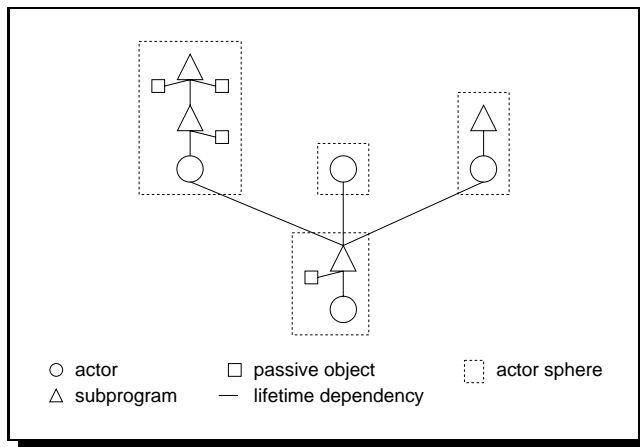 actor
passive object
actor sphere
subprogram
lifetime dependency